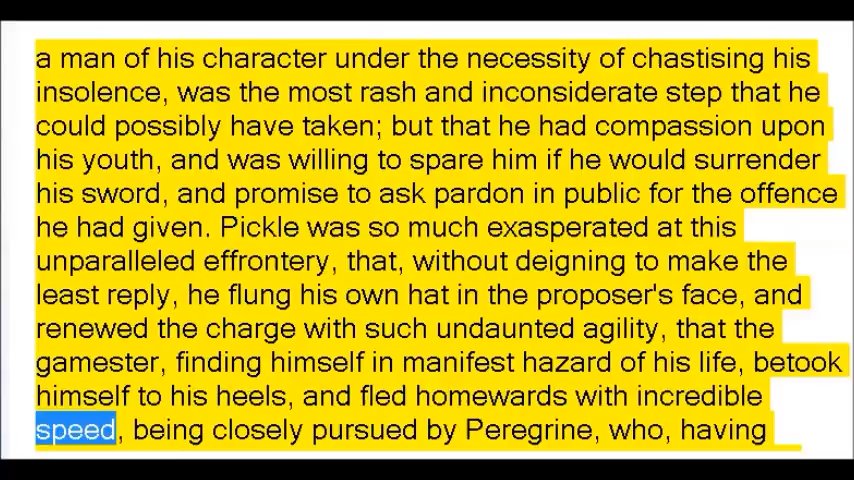 a man of his character under the necessity of chastising his
insolence, was the most rash and inconsiderate step that he
could possibly have taken; but that he had compassion upon
his youth, and was willing to spare him if he would surrender
his sword, and promise to ask pardon in public for the offence
he had given. Pickle was so much exasperated at this
unparalleled effrontery, that, without deigning to make the
least reply, he flung his own hat in the proposer's face, and
renewed the charge with such undaunted agility, that the
gamester, finding himself in manifest hazard of his life, betook
himself to his heels, and fled homewards with incredible
speed, being closely pursued by Peregrine, who, having